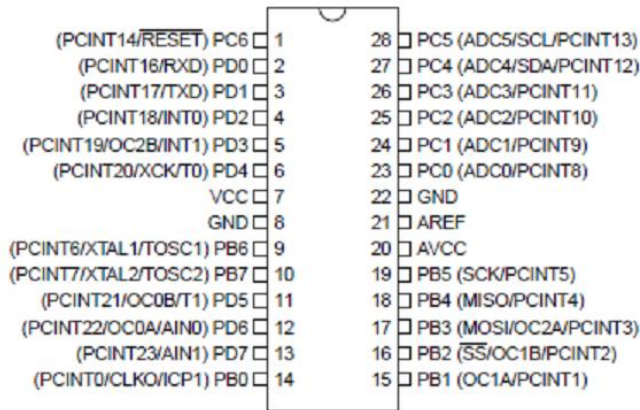 (PCINT14/RESET) PC6 1 28 PC5 (ADC5/SCL/PCINT13)
(PCINT16/RXD) PD0 2 27 PC4 (ADC4/SDA/PCINT12)
(PCINT17/TXD) PD1 3 26 PC3 (ADC3/PCINT11)
(PCINT18/INT0) PD2 4 25 PC2 (ADC2/PCINT10)
(PCINT19/OC2B/INT1) PD3 5 24 PC1 (ADC1/PCINT9)
(PCINT20/XCK/T0) PD4 6 23 PC0 (ADC0/PCINT8)
VCC 7 22 GND
GND 8 21 AREF
(PCINT6/XTAL1/TOSC1) PB6 9 20 AVCC
(PCINT7/XTAL2/TOSC2) PB7 10 19 PB5 (SCK/PCINT5)
(PCINT21/OC0B/T1) PD5 11 18 PB4 (MISO/PCINT4)
(PCINT22/OC0A/AIN0) PD6 12 17 PB3 (MOSI/OC2A/PCINT3)
(PCINT23/AIN1) PD7 13 16 PB2 (SS/OC1B/PCINT2)
(PCINT0/CLKO/ICP1) PB0 14 15 PB1 (OC1A/PCINT1)